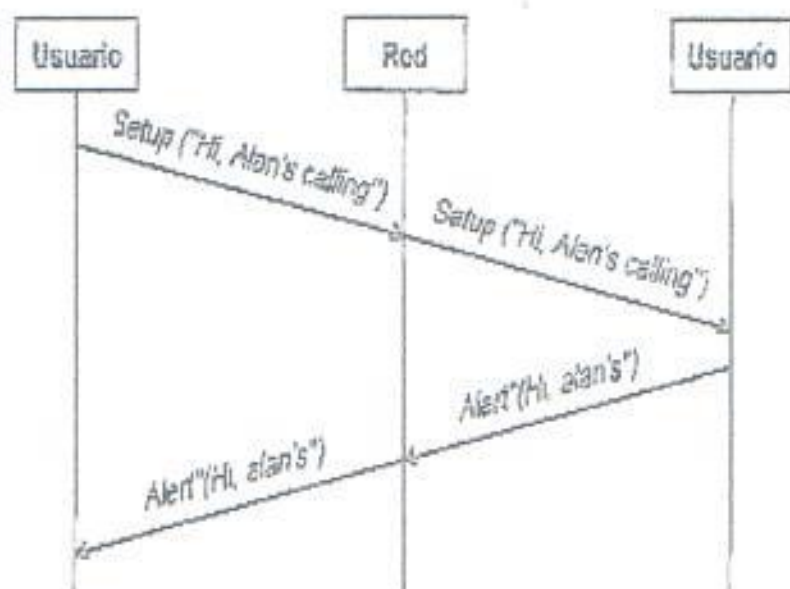 Usuario
Red
Usuario
Setup ("Hi, Alan's calling")
Setup ("Hi, Alan's calling")
Alert"(Hi, alan's")
Alert"(Hi, alan's")